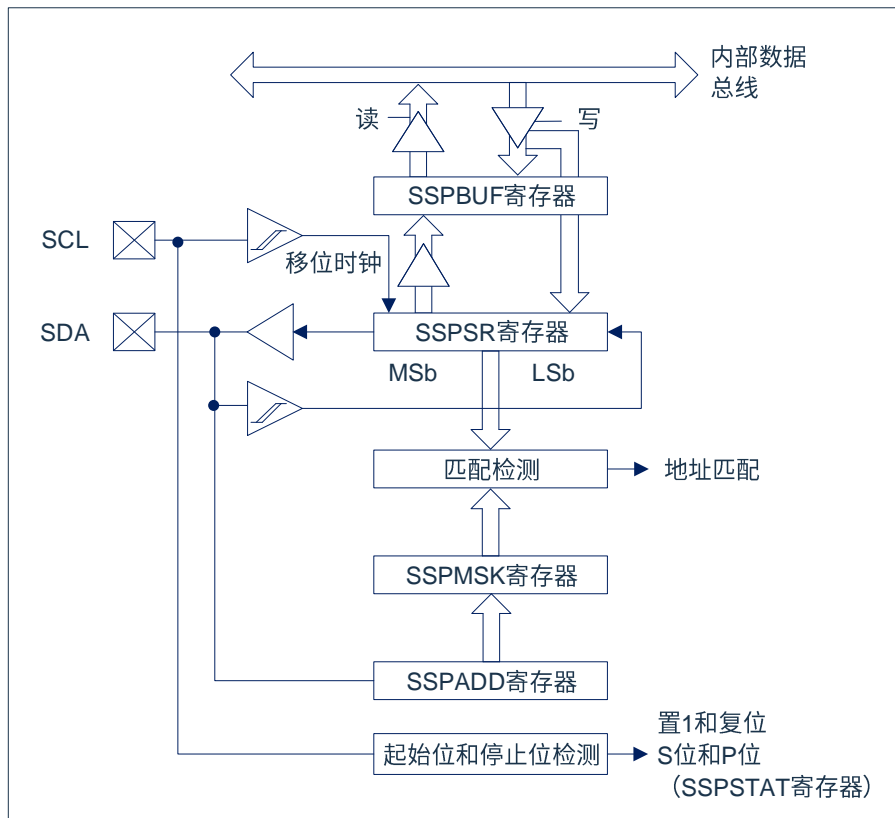 内部数据
总线
读
写
SSPBUF寄存器
SCL
移位时钟
SDA
SSPSR寄存器
MSb
LSb
匹配检测
地址匹配
SSPMSK寄存器
SSPADD寄存器
起始位和停止位检测
置1和复位
S位和P位
（SSPSTAT寄存器）